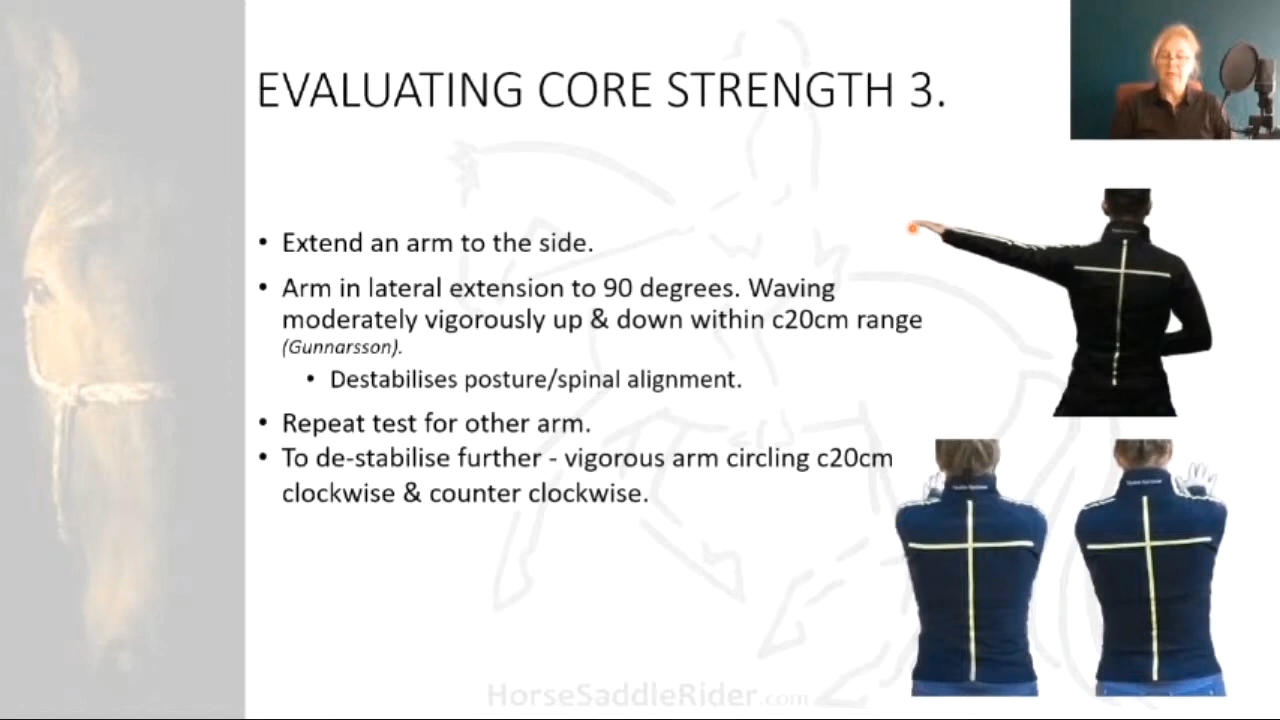 EVALUATING CORE STRENGTH 3.
• Extend an arm to the side.
• Arm in lateral extension to 90 degrees. Waving
moderately vigorously up & down within c20cm range
(Gunnarsson).
• Destabilises posture/spinal alignment.
• Repeat test for other arm.
• To de-stabilise further - vigorous arm circling c20cm
clockwise & counter clockwise.
HorseSaddleRider.com